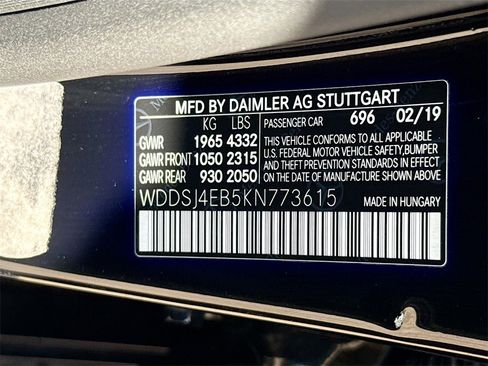 MFD BY DAIMLER AG STUTTGART
KG LBS PASSENGER CAR 696 02/19
GVWR 1965 4332 THIS VEHICLE CONFORMS TO ALL APPLICABLE
GAWR FRONT 1050 2315 U.S. FEDERAL MOTOR VEHICLE SAFETY, BUMPER
GAWR REAR 930 2050 AND THEFT PREVENTION STANDARDS IN EFFECT
ON THE DATE OF MANUFACTURE SHOWN ABOVE.
WDDSJ4EB5KN773615 MADE IN HUNGARY